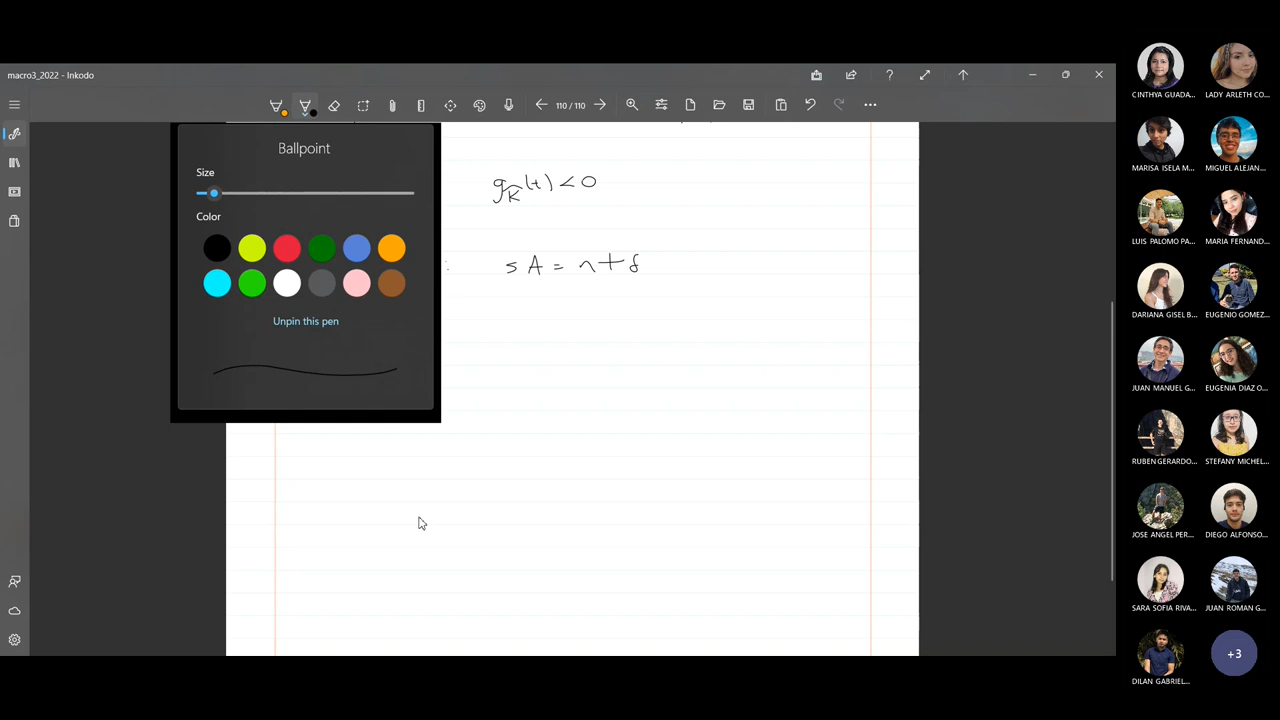 macro3_2022 - Inkodo
110 / 110
Ballpoint
Size
Color
Unpin this pen
g_k̂(t) < 0
s A = n + δ
CINTHYA GUADA...
LADY ARLETH CO...
MARISA ISELA M...
MIGUEL ALEJAN...
LUIS PALOMO PA...
MARIA FERNAND...
DARIANA GISEL B...
EUGENIO GOMEZ...
JUAN MANUEL G...
EUGENIA DIAZ O...
RUBEN GERARDO...
STEFANY MICHEL...
JOSE ANGEL PER...
DIEGO ALFONSO...
SARA SOFIA RIVA...
JUAN ROMAN G...
DILAN GABRIEL...
+3